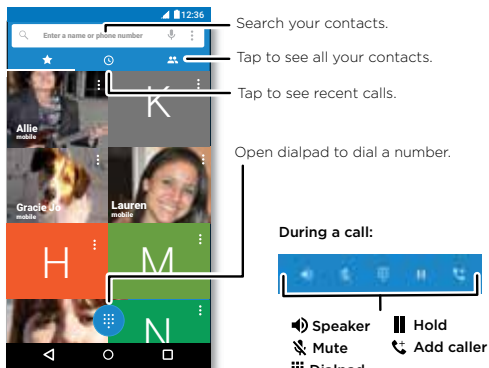 12:36
Enter a name or phone number
Search your contacts.
Tap to see all your contacts.
Tap to see recent calls.
K
Allie
mobile
Open dialpad to dial a number.
Gracie Jo
mobile
Lauren
mobile
During a call:
H
M
N
Speaker
Hold
Mute
Add caller
Dialpad